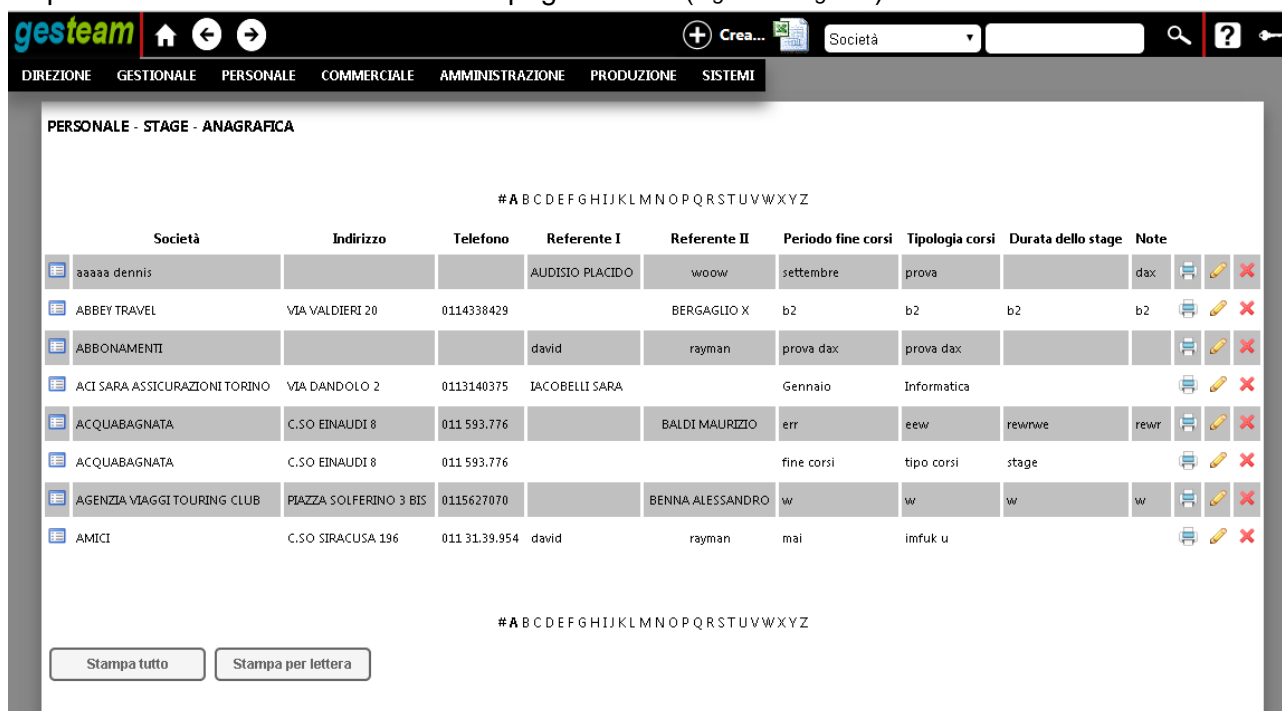 gesteam Crea... Società
DIREZIONE GESTIONALE PERSONALE COMMERCIALE AMMINISTRAZIONE PRODUZIONE SISTEMI
PERSONALE - STAGE - ANAGRAFICA
# A B C D E F G H I J K L M N O P Q R S T U V W X Y Z
Società Indirizzo Telefono Referente I Referente II Periodo fine corsi Tipologia corsi Durata dello stage Note
aaaaa dennis AUDISIO PLACIDO woow settembre prova dax
ABBEY TRAVEL VIA VALDIERI 20 0114338429 BERGAGLIO X b2 b2 b2 b2
ABBONAMENTI david rayman prova dax prova dax
ACI SARA ASSICURAZIONI TORINO VIA DANDOLO 2 0113140375 IACOBELLI SARA Gennaio Informatica
ACQUABAGNATA C.SO EINAUDI 8 011 593.776 BALDI MAURIZIO err eew rewrwe rewr
ACQUABAGNATA C.SO EINAUDI 8 011 593.776 fine corsi tipo corsi stage
AGENZIA VIAGGI TOURING CLUB PIAZZA SOLFERINO 3 BIS 0115627070 BENNA ALESSANDRO w w w w
AMICI C.SO SIRACUSA 196 011 31.39.954 david rayman mai imfuk u
# A B C D E F G H I J K L M N O P Q R S T U V W X Y Z
Stampa tutto Stampa per lettera